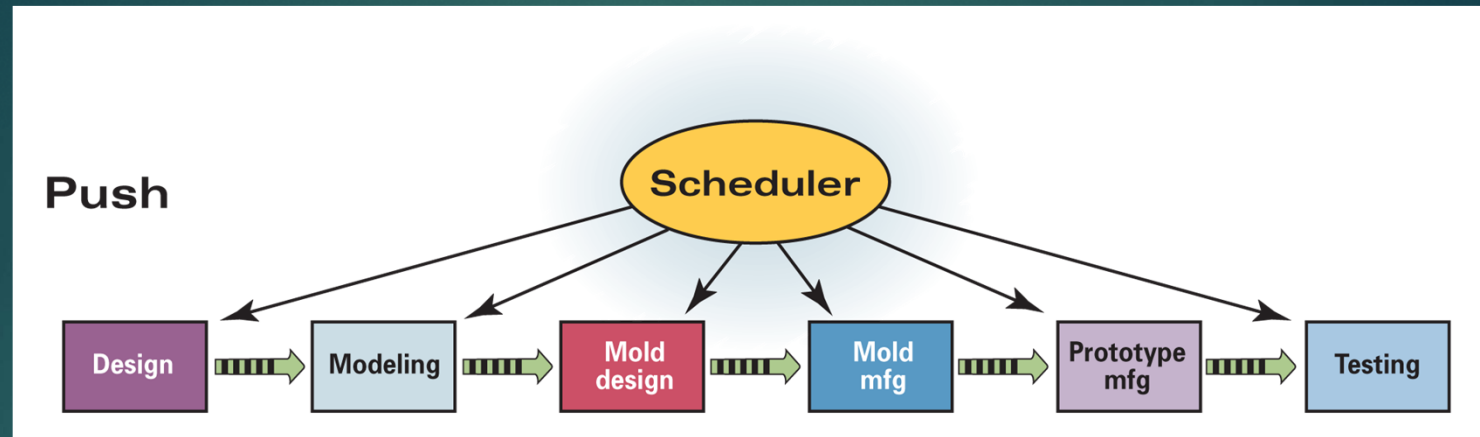 Push
Scheduler
Design
Modeling
Mold
design
Mold
mfg
Prototype
mfg
Testing